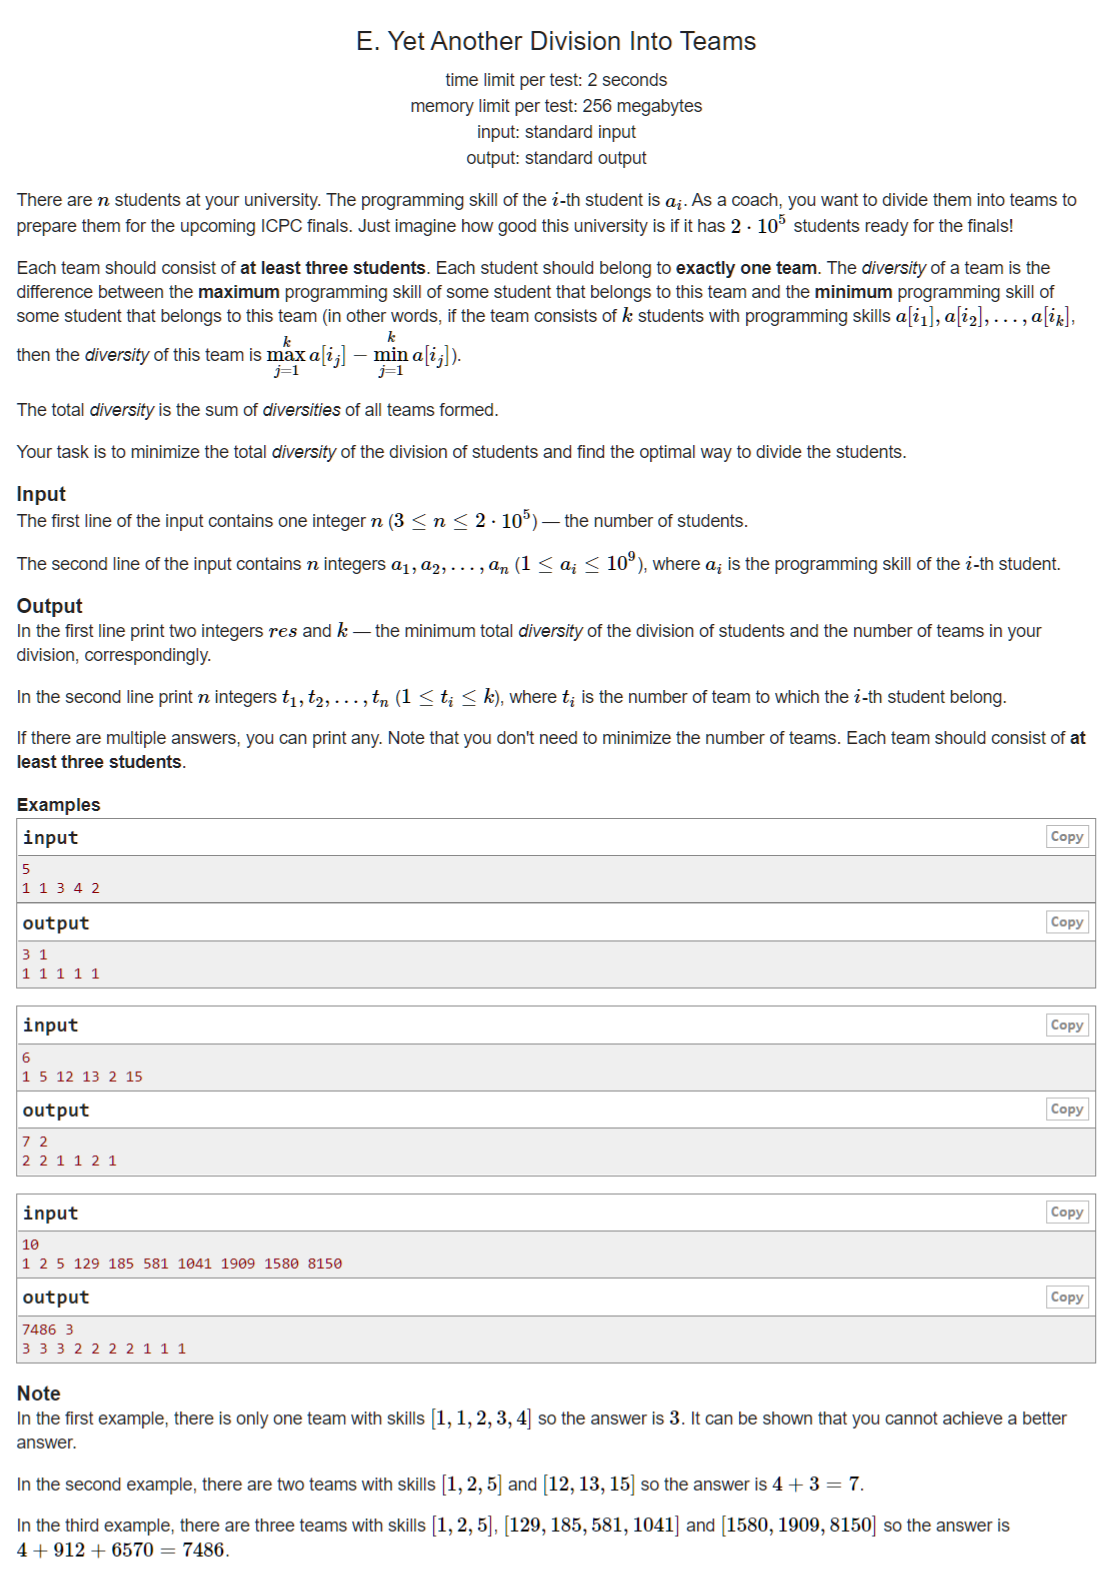 E. Yet Another Division Into Teams
time limit per test: 2 seconds
memory limit per test: 256 megabytes
input: standard input
output: standard output
There are n students at your university. The programming skill of the i-th student is a_i. As a coach, you want to divide them into teams to
prepare them for the upcoming ICPC finals. Just imagine how good this university is if it has 2 · 10^5 students ready for the finals!
Each team should consist of at least three students. Each student should belong to exactly one team. The diversity of a team is the
difference between the maximum programming skill of some student that belongs to this team and the minimum programming skill of
some student that belongs to this team (in other words, if the team consists of k students with programming skills a[i_1], a[i_2], . . . , a[i_k],
then the diversity of this team is max_{j=1}^{k} a[i_j] − min_{j=1}^{k} a[i_j]).
The total diversity is the sum of diversities of all teams formed.
Your task is to minimize the total diversity of the division of students and find the optimal way to divide the students.
Input
The first line of the input contains one integer n (3 ≤ n ≤ 2 · 10^5) — the number of students.
The second line of the input contains n integers a_1, a_2, . . . , a_n (1 ≤ a_i ≤ 10^9), where a_i is the programming skill of the i-th student.
Output
In the first line print two integers res and k — the minimum total diversity of the division of students and the number of teams in your
division, correspondingly.
In the second line print n integers t_1, t_2, . . . , t_n (1 ≤ t_i ≤ k), where t_i is the number of team to which the i-th student belong.
If there are multiple answers, you can print any. Note that you don't need to minimize the number of teams. Each team should consist of at
least three students.
Examples
input Copy
5
1 1 3 4 2
output Copy
3 1
1 1 1 1 1
input Copy
6
1 5 12 13 2 15
output Copy
7 2
2 2 1 1 2 1
input Copy
10
1 2 5 129 185 581 1041 1909 1580 8150
output Copy
7486 3
3 3 3 2 2 2 2 1 1 1
Note
In the first example, there is only one team with skills [1, 1, 2, 3, 4] so the answer is 3. It can be shown that you cannot achieve a better
answer.
In the second example, there are two teams with skills [1, 2, 5] and [12, 13, 15] so the answer is 4 + 3 = 7.
In the third example, there are three teams with skills [1, 2, 5], [129, 185, 581, 1041] and [1580, 1909, 8150] so the answer is
4 + 912 + 6570 = 7486.